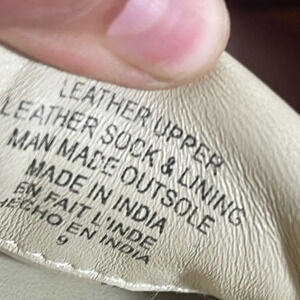 LEATHER UPPER
LEATHER SOCK & LINING
MAN MADE OUTSOLE
MADE IN INDIA
EN FAIT L'INDE
HECHO EN INDIA
9